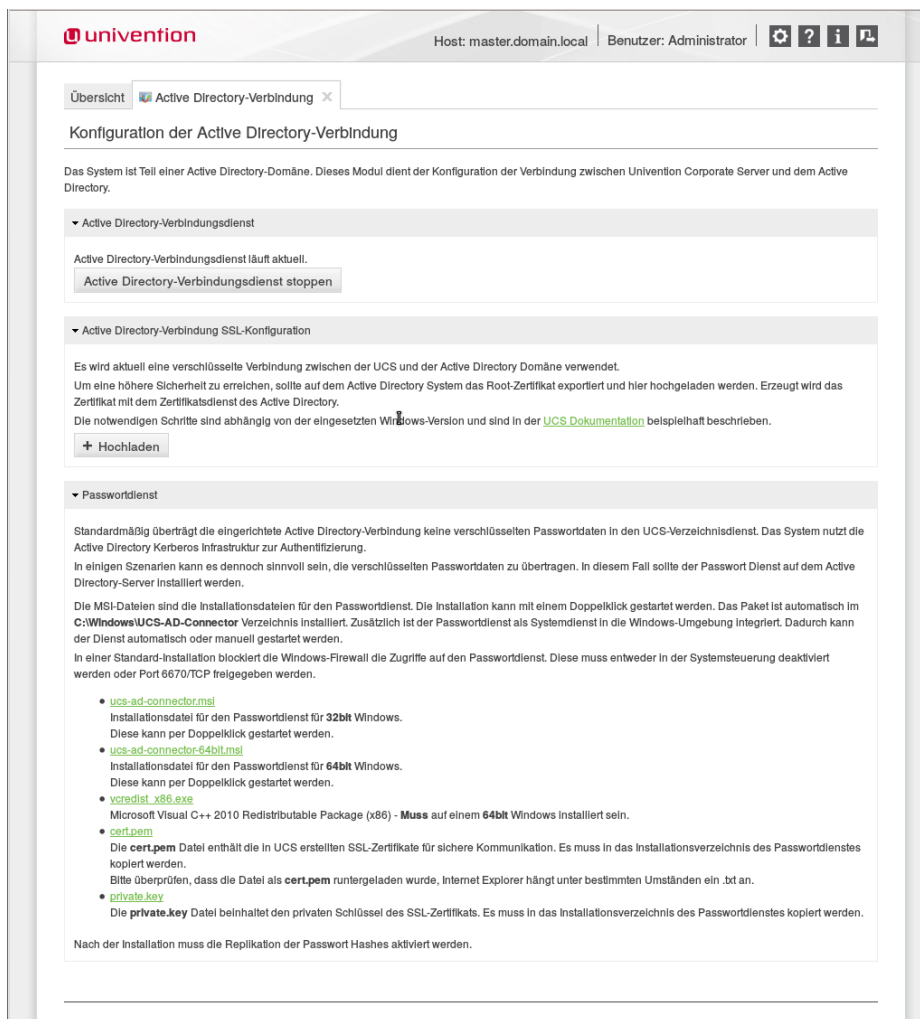 univention
Host: master.domain.local
Benutzer: Administrator
Übersicht
Active Directory-Verbindung
Konfiguration der Active Directory-Verbindung
Das System ist Teil einer Active Directory-Domäne. Dieses Modul dient der Konfiguration der Verbindung zwischen Univention Corporate Server und dem Active
Directory.
Active Directory-Verbindungsdienst
Active Directory-Verbindungsdienst läuft aktuell.
Active Directory-Verbindungsdienst stoppen
Active Directory-Verbindung SSL-Konfiguration
Es wird aktuell eine verschlüsselte Verbindung zwischen der UCS und der Active Directory Domäne verwendet.
Um eine höhere Sicherheit zu erreichen, sollte auf dem Active Directory System das Root-Zertifikat exportiert und hier hochgeladen werden. Erzeugt wird das
Zertifikat mit dem Zertifikatsdienst des Active Directory.
Die notwendigen Schritte sind abhängig von der eingesetzten Windows-Version und sind in der UCS Dokumentation beispielhaft beschrieben.
+ Hochladen
Passwortdienst
Standardmäßig überträgt die eingerichtete Active Directory-Verbindung keine verschlüsselten Passwortdaten in den UCS-Verzeichnisdienst. Das System nutzt die
Active Directory Kerberos Infrastruktur zur Authentifizierung.
In einigen Szenarien kann es dennoch sinnvoll sein, die verschlüsselten Passwortdaten zu übertragen. In diesem Fall sollte der Passwort Dienst auf dem Active
Directory-Server installiert werden.
Die MSI-Dateien sind die Installationsdateien für den Passwortdienst. Die Installation kann mit einem Doppelklick gestartet werden. Das Paket ist automatisch im
C:\Windows\UCS-AD-Connector Verzeichnis installiert. Zusätzlich ist der Passwortdienst als Systemdienst in die Windows-Umgebung integriert. Dadurch kann
der Dienst automatisch oder manuell gestartet werden.
In einer Standard-Installation blockiert die Windows-Firewall die Zugriffe auf den Passwortdienst. Diese muss entweder in der Systemsteuerung deaktiviert
werden oder Port 6670/TCP freigegeben werden.
ucs-ad-connector.msi
Installationsdatei für den Passwortdienst für 32bit Windows.
Diese kann per Doppelklick gestartet werden.
ucs-ad-connector-64bit.msi
Installationsdatei für den Passwortdienst für 64bit Windows.
Diese kann per Doppelklick gestartet werden.
vcredist_x86.exe
Microsoft Visual C++ 2010 Redistributable Package (x86) - Muss auf einem 64bit Windows installiert sein.
cert.pem
Die cert.pem Datei enthält die in UCS erstellten SSL-Zertifikate für sichere Kommunikation. Es muss in das Installationsverzeichnis des Passwortdienstes
kopiert werden.
Bitte überprüfen, dass die Datei als cert.pem runtergeladen wurde, Internet Explorer hängt unter bestimmten Umständen ein .txt an.
private.key
Die private.key Datei beinhaltet den privaten Schlüssel des SSL-Zertifikats. Es muss in das Installationsverzeichnis des Passwortdienstes kopiert werden.
Nach der Installation muss die Replikation der Passwort Hashes aktiviert werden.